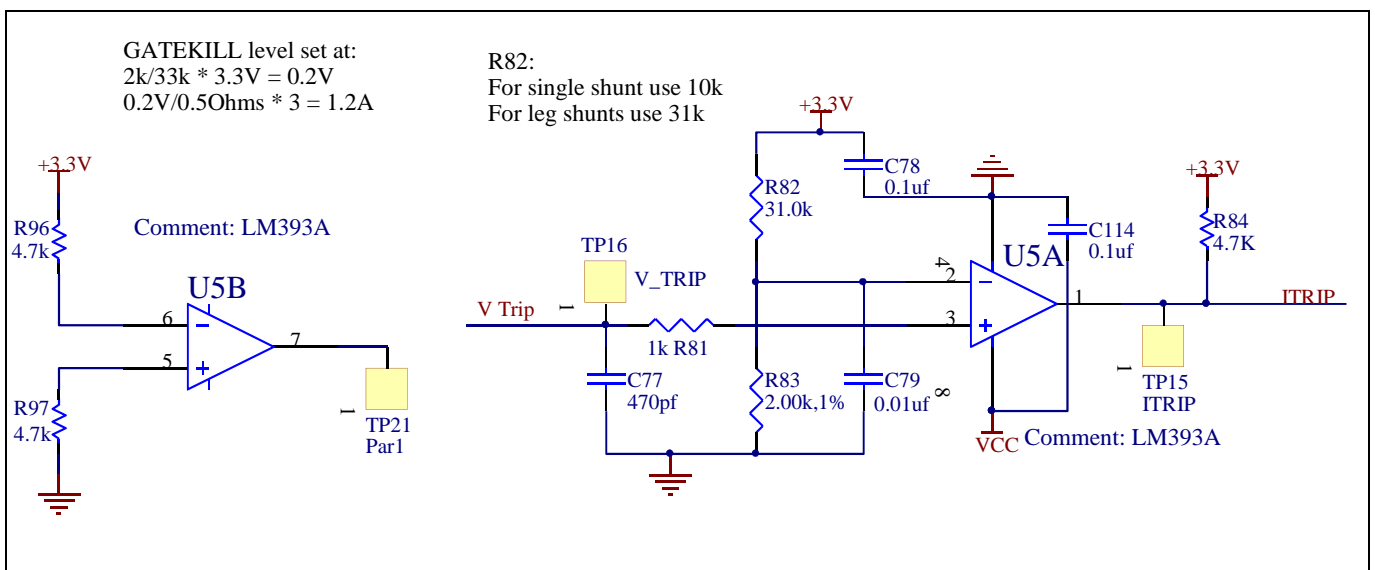 GATEKILL level set at:
2k/33k * 3.3V = 0.2V
0.2V/0.5Ohms * 3 = 1.2A
R82:
For single shunt use 10k
For leg shunts use 31k
+3.3V
R96
4.7k
Comment: LM393A
U5B
6
5
7
R97
4.7k
1
TP21
Par1
+3.3V
R82
31.0k
C78
0.1uf
TP16
V_TRIP
1
V Trip
1k R81
C77
470pf
R83
2.00k,1%
C79
0.01uf
4
2
3
8
U5A
1
C114
0.1uf
+3.3V
R84
4.7K
ITRIP
1
TP15
ITRIP
VCC
Comment: LM393A